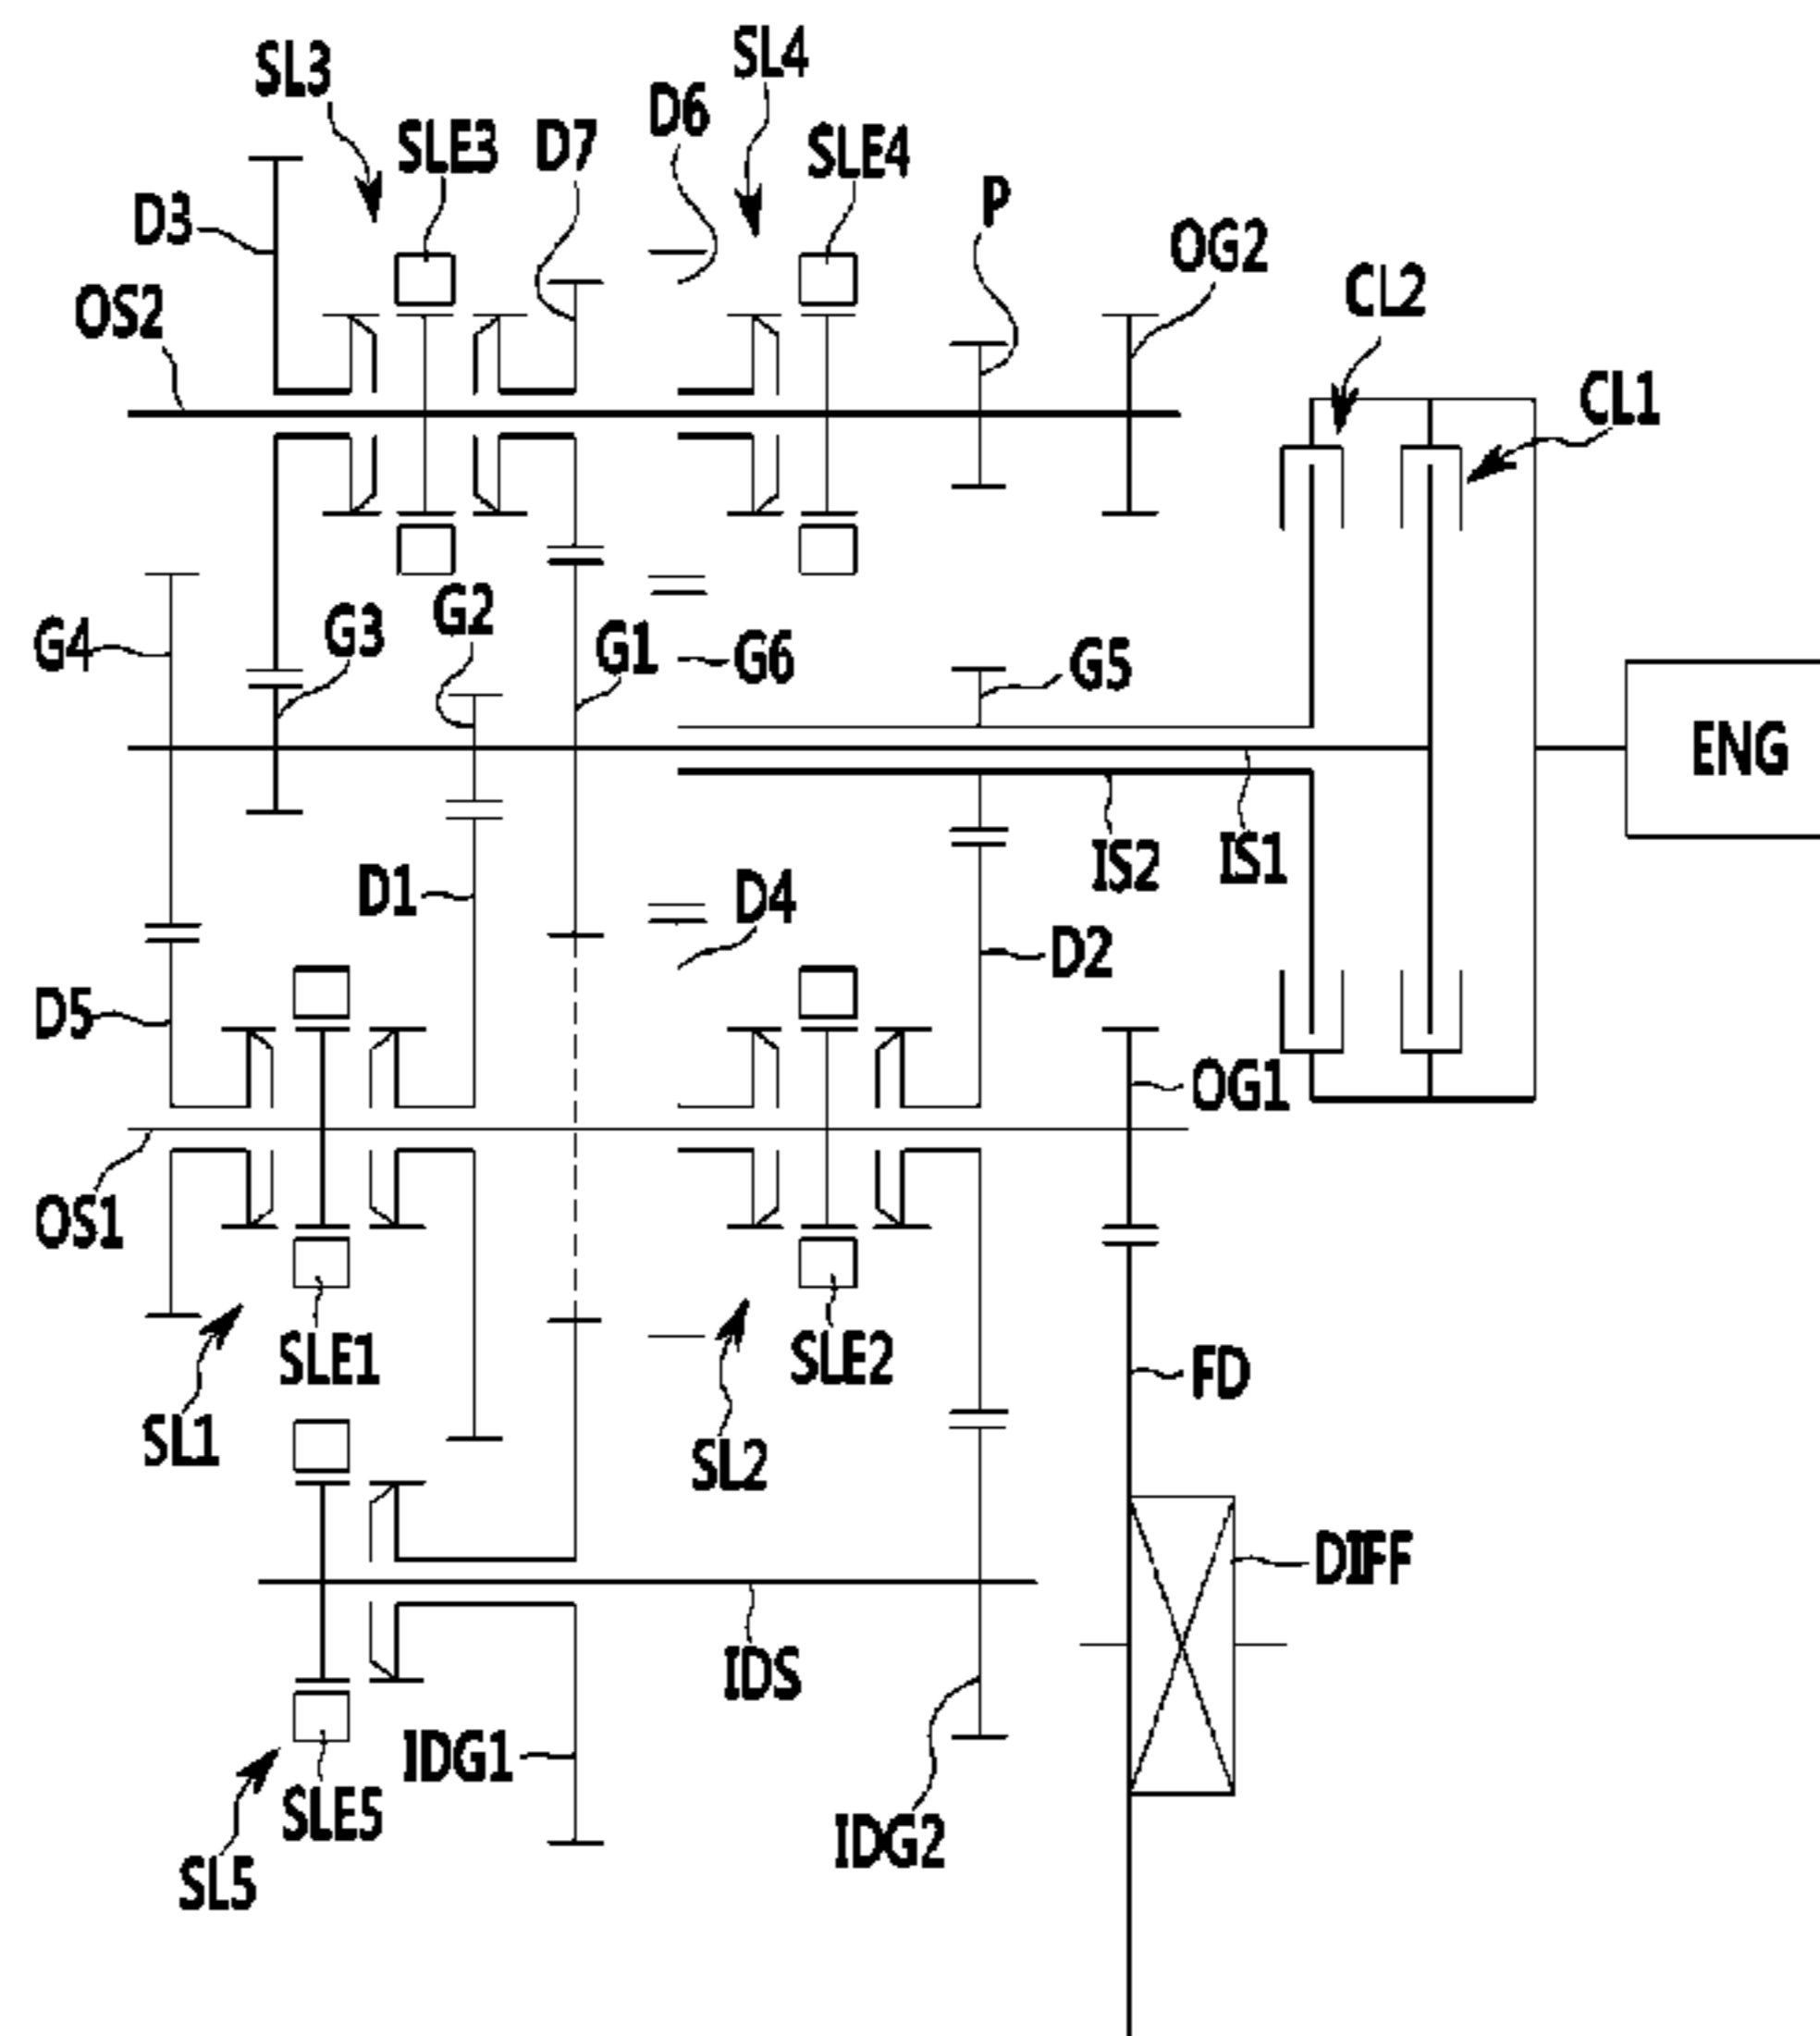 SL3
SL4
D6
SLE3
D7
SLE4
P
D3
OG2
OS2
CL2
CL1
G4
G3
G2
G1
G6
G5
ENG
D1
D4
IS2
IS1
D5
D2
OG1
OS1
SLE1
SLE2
FD
SL1
SL2
DIFF
IDS
IDG1
SLE5
IDG2
SL5